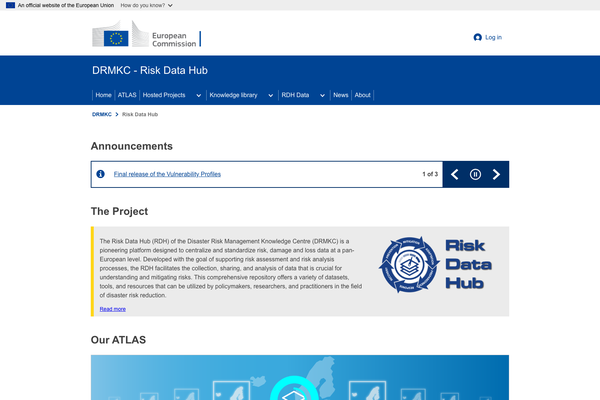 An official website of the European Union How do you know?
European
Commission
Log in
DRMKC - Risk Data Hub
Home ATLAS Hosted Projects Knowledge library RDH Data News About
DRMKC Risk Data Hub
Announcements
Final release of the Vulnerability Profiles 1 of 3
The Project
The Risk Data Hub (RDH) of the Disaster Risk Management Knowledge Centre (DRMKC) is a
pioneering platform designed to centralize and standardize risk, damage and loss data at a pan-
European level. Developed with the goal of supporting risk assessment and risk analysis
processes, the RDH facilitates the collection, sharing, and analysis of data that is crucial for
understanding and mitigating risks. This comprehensive repository offers a variety of datasets,
tools, and resources that can be utilized by policymakers, researchers, and practitioners in the field
of disaster risk reduction.
Read more
Risk
Data
Hub
Our ATLAS